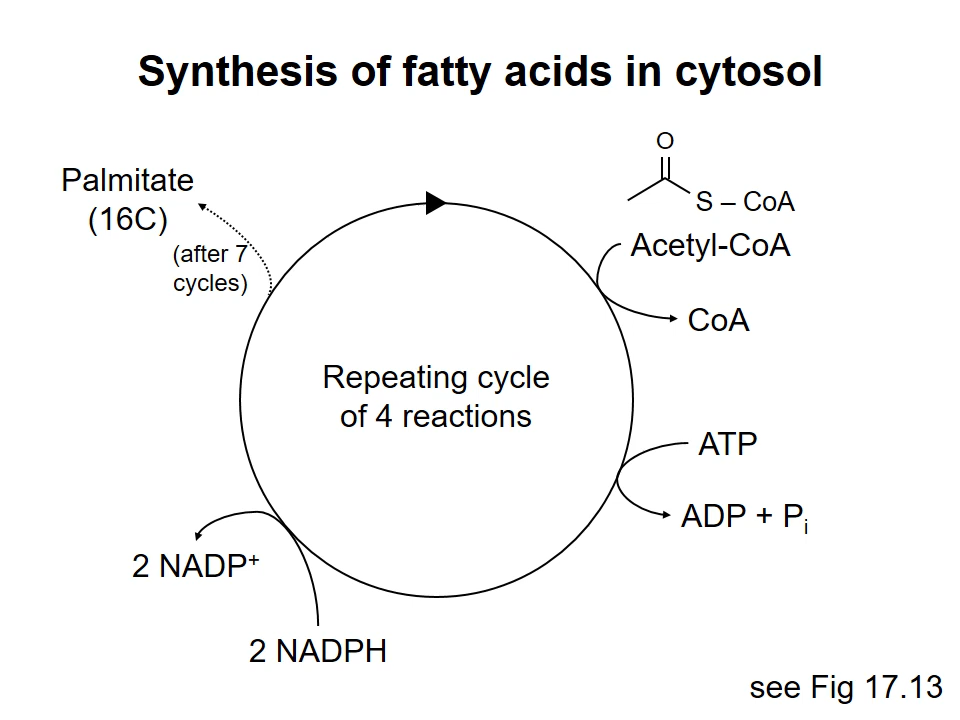 Synthesis of fatty acids in cytosol
O
S – CoA
Acetyl-CoA
CoA
Palmitate
(16C)
(after 7
cycles)
Repeating cycle
of 4 reactions
ATP
ADP + Pi
2 NADP+
2 NADPH
see Fig 17.13